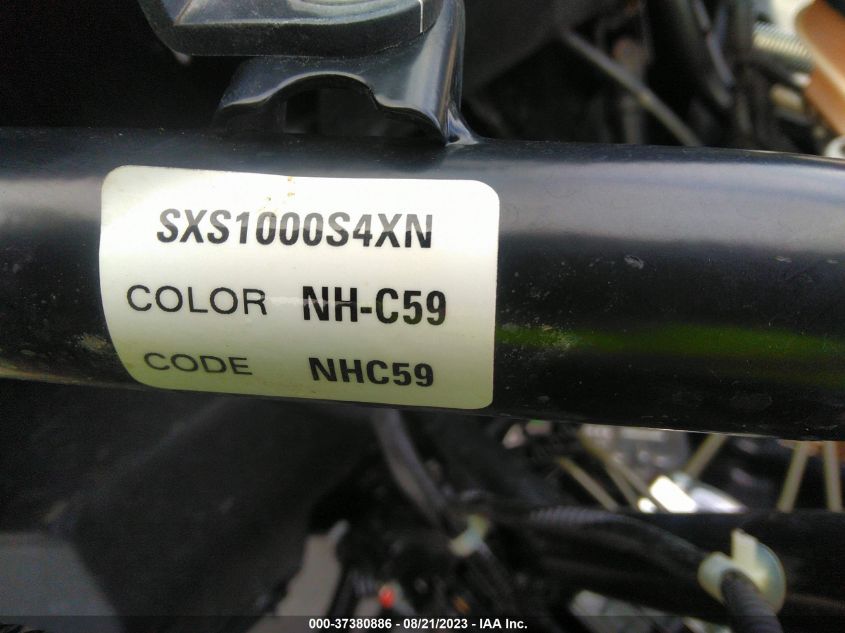 SXS1000S4XN
COLOR NH-C59
CODE NHC59
000-37380886 - 08/21/2023 - IAA Inc.